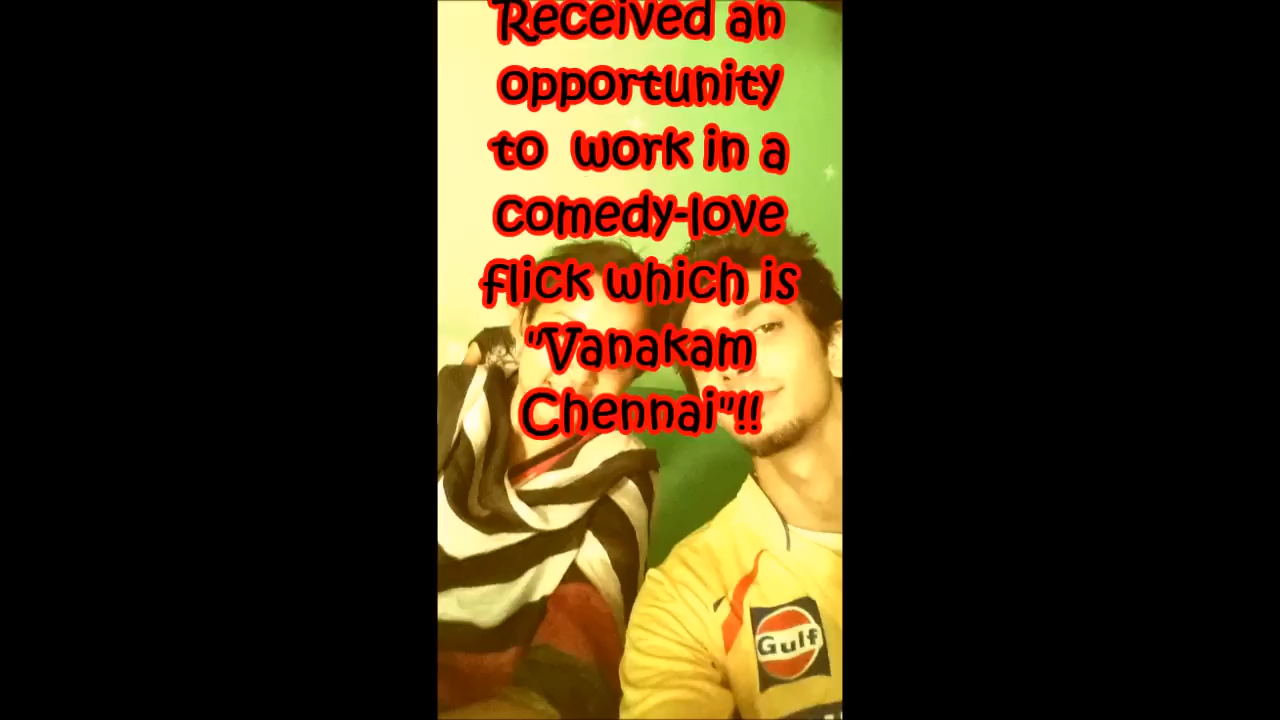 Received an
opportunity
to work in a
comedy-love
flick which is
"Vanakam
Chennai"!!
Gulf